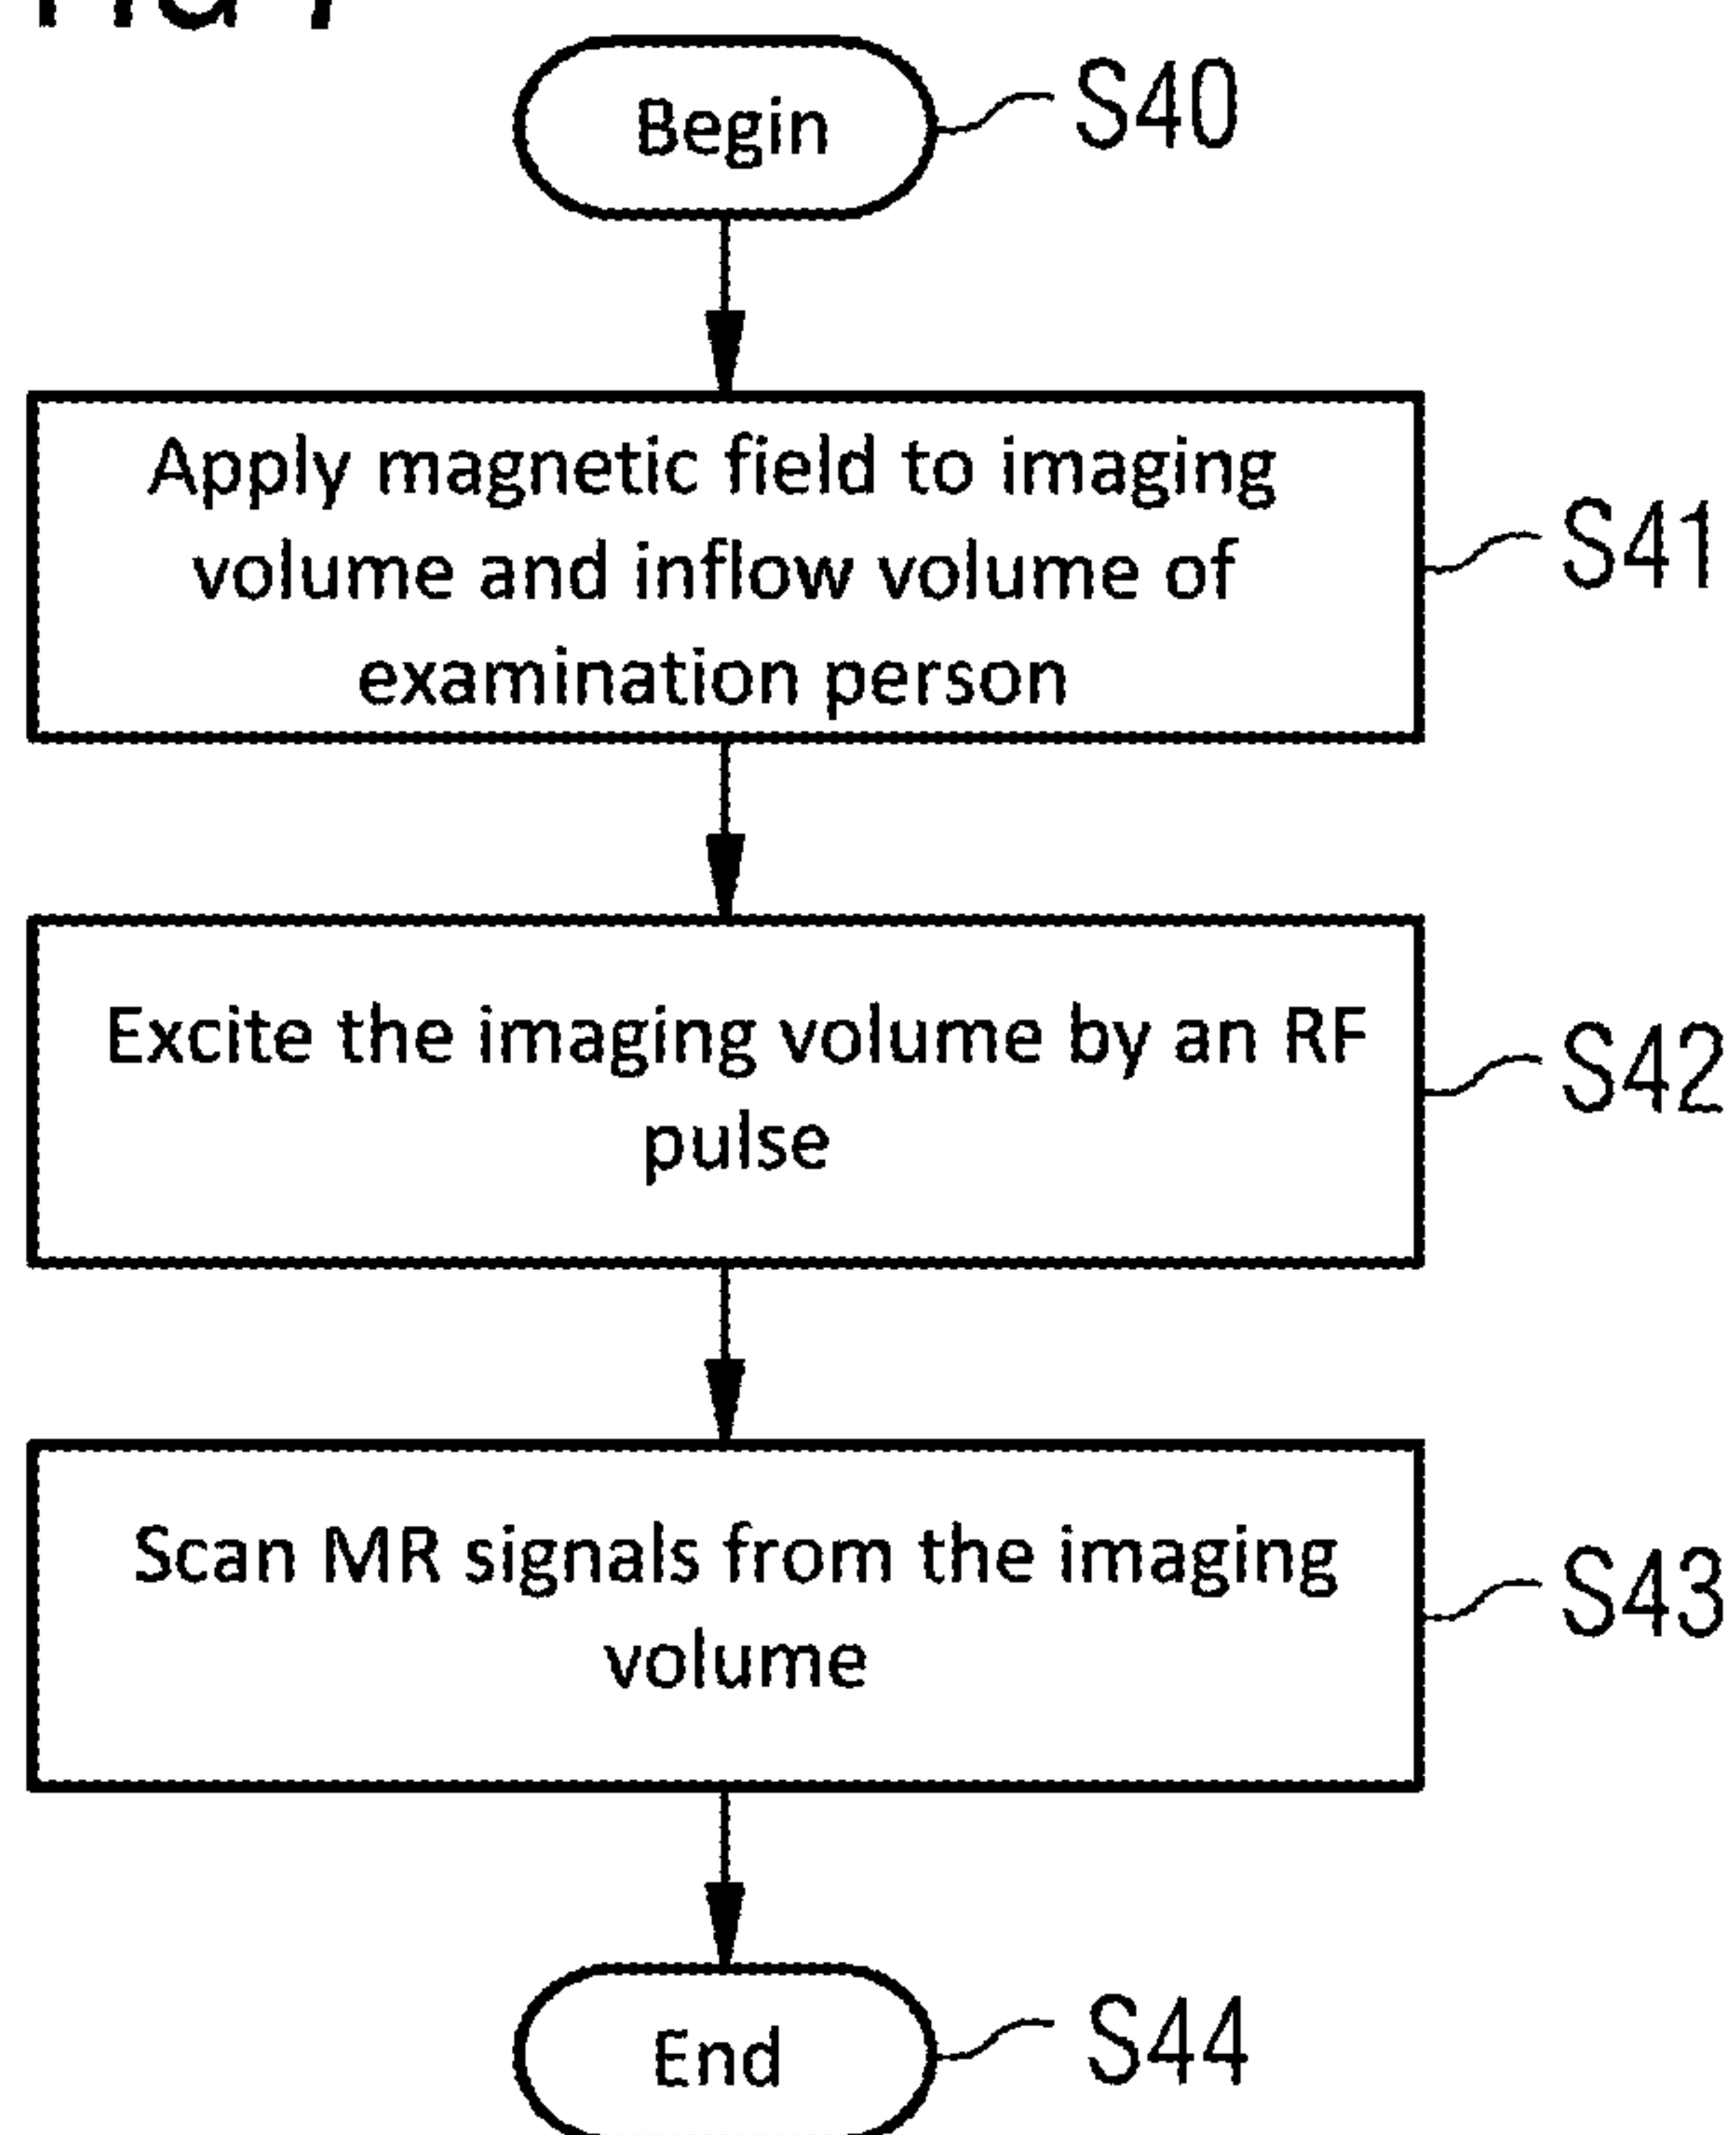 Begin
S40
Apply magnetic field to imaging
volume and inflow volume of
examination person
S41
Excite the imaging volume by an RF
pulse
S42
Scan MR signals from the imaging
volume
S43
End
S44